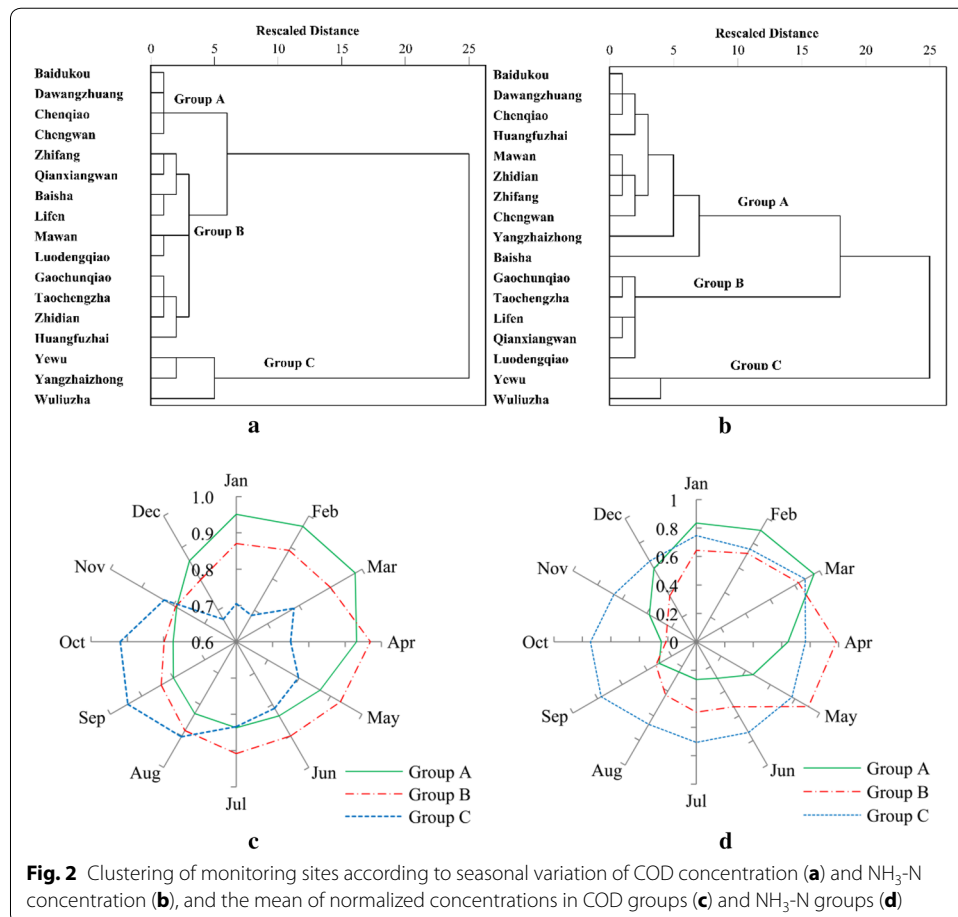 Rescaled Distance
0 5 10 15 20 25
Baidukou
Dawangzhuang
Chenqiao
Chengwan
Zhifang
Qianxiangwan
Baisha
Lifen
Mawan
Luodengqiao
Gaochunqiao
Taochengzha
Zhidian
Huangfuzhai
Yewu
Yangzhaizhong
Wuliuzha
Group A
Group B
Group C
a
Rescaled Distance
0 5 10 15 20 25
Baidukou
Dawangzhuang
Chenqiao
Huangfuzhai
Mawan
Zhidian
Zhifang
Chengwan
Yangzhaizhong
Baisha
Gaochunqiao
Taochengzha
Lifen
Qianxiangwan
Luodengqiao
Yewu
Wuliuzha
Group A
Group B
Group C
b
Jan
Feb
Mar
Apr
May
Jun
Jul
Aug
Sep
Oct
Nov
Dec
1.0
0.9
0.8
0.7
0.6
Group A
Group B
Group C
c
Jan
Feb
Mar
Apr
May
Jun
Jul
Aug
Sep
Oct
Nov
Dec
1
0.8
0.6
0.4
0.2
0
Group A
Group B
Group C
d
Fig. 2 Clustering of monitoring sites according to seasonal variation of COD concentration (a) and NH₃-N
concentration (b), and the mean of normalized concentrations in COD groups (c) and NH₃-N groups (d)